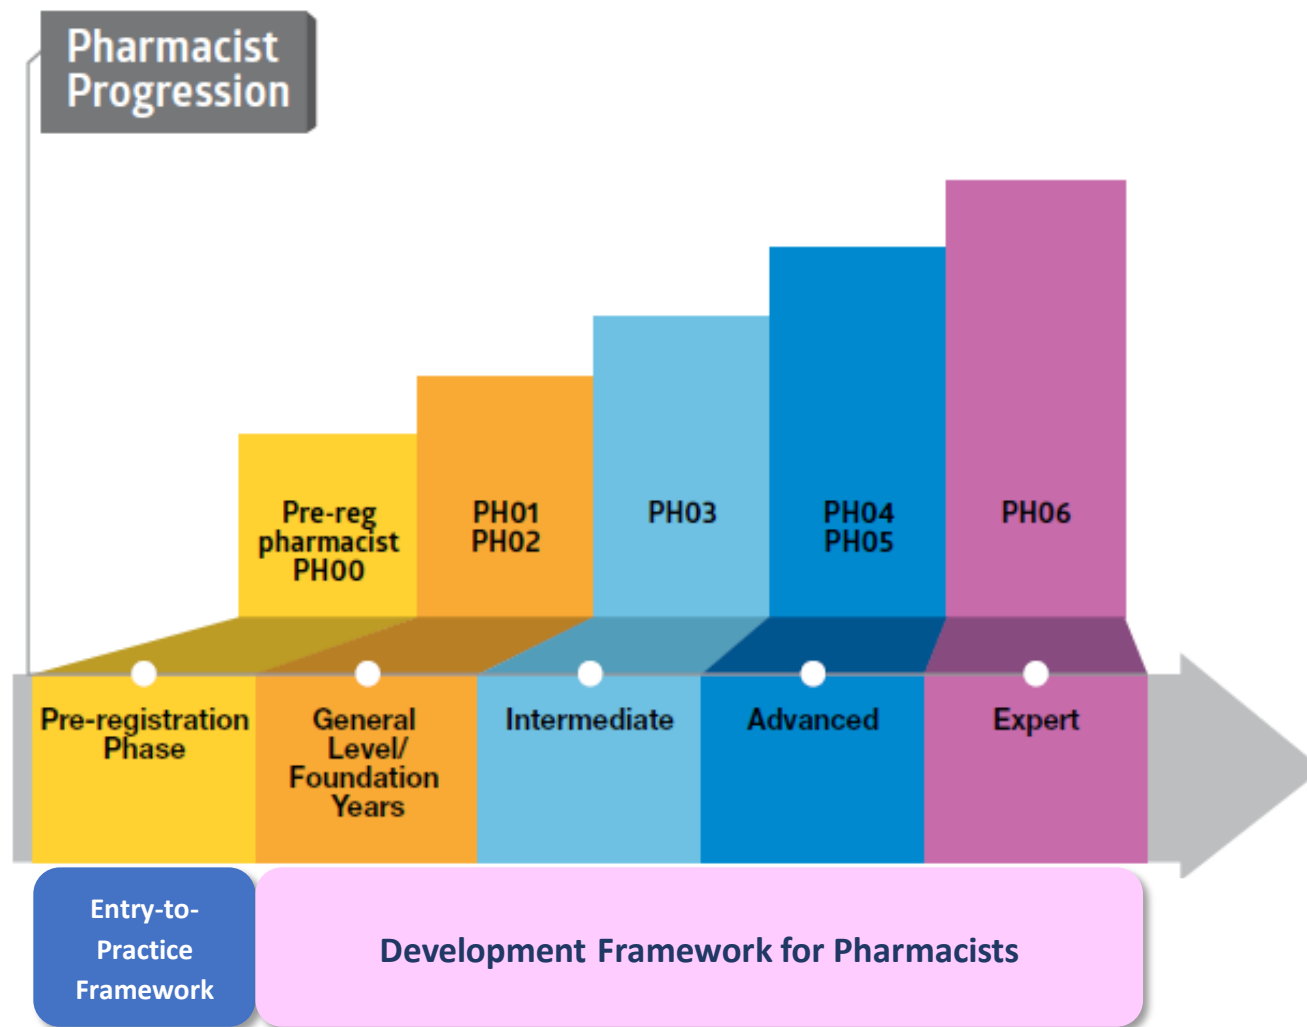 Pharmacist
Progression
Pre-reg
pharmacist
PH00
PH01
PH02
PH03
PH04
PH05
PH06
Pre-registration
Phase
General
Level/
Foundation
Years
Intermediate
Advanced
Expert
Entry-to-
Practice
Framework
Development Framework for Pharmacists